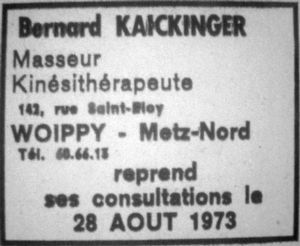 Bernard KAICKINGER
Masseur
Kinésithérapeute
142, rue Saint-Eloy
WOIPPY - Metz-Nord
Tél. 60.66.13
reprend
ses consultations le
28 AOUT 1973